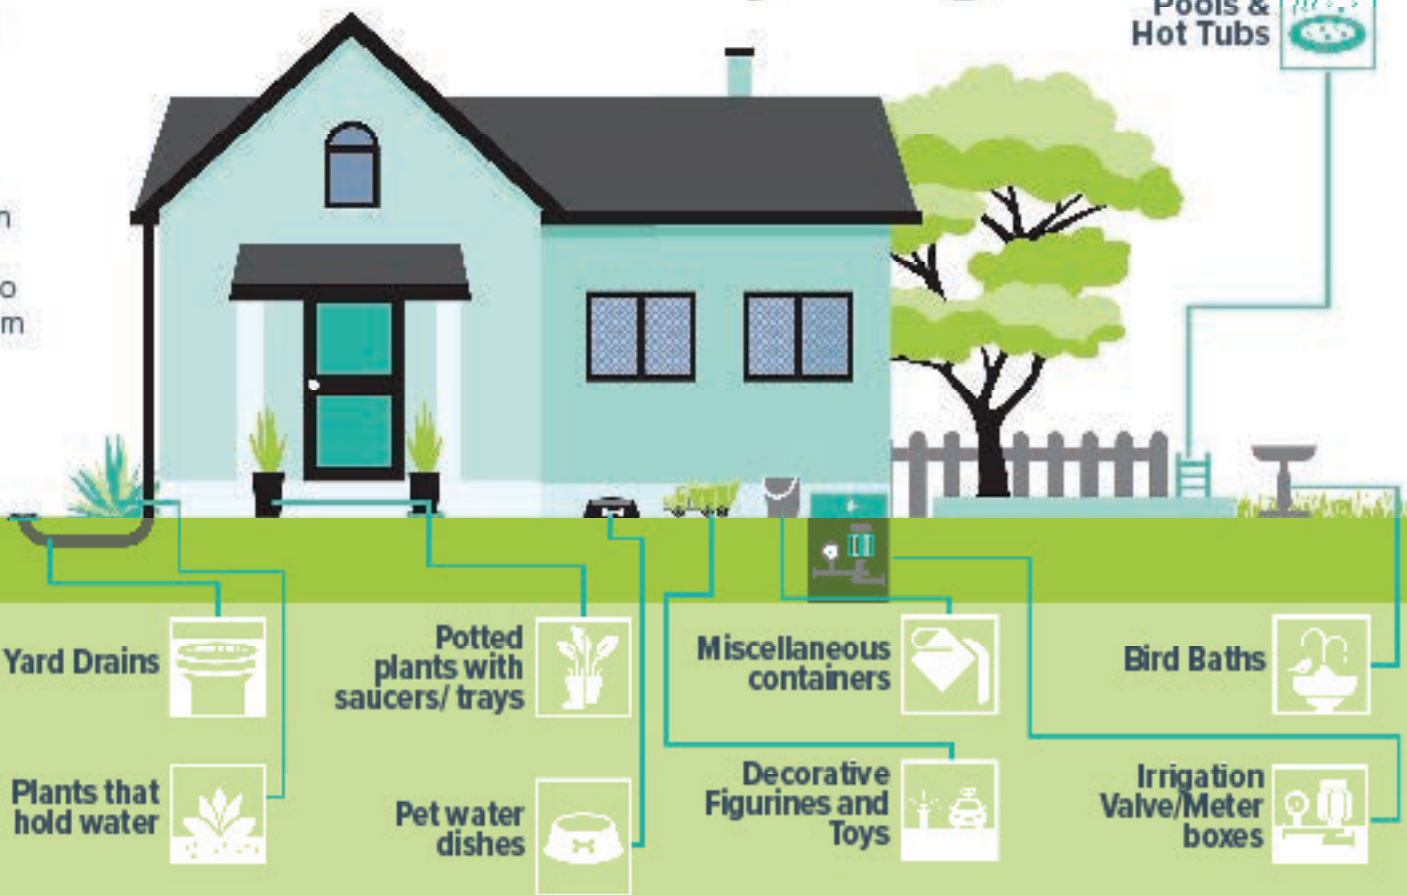 Pools &
Hot Tubs
n
o
m
Yard Drains
Potted
plants with
saucers/ trays
Miscellaneous
containers
Bird Baths
Plants that
hold water
Pet water
dishes
Decorative
Figurines and
Toys
Irrigation
Valve/Meter
boxes